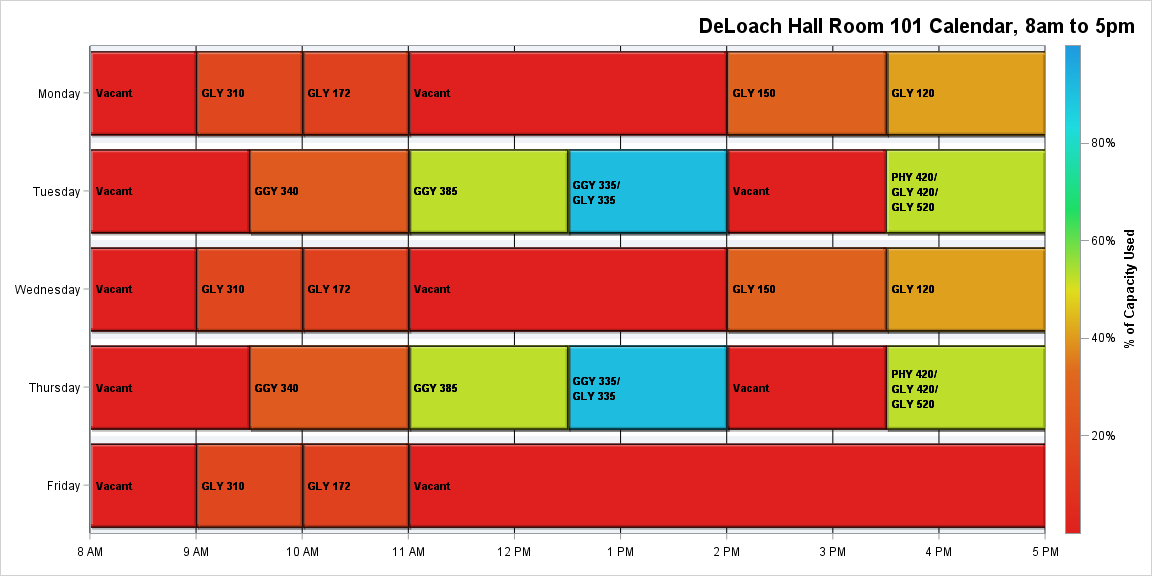 DeLoach Hall Room 101 Calendar, 8am to 5pm
Monday
Vacant
GLY 310
GLY 172
Vacant
GLY 150
GLY 120
Tuesday
Vacant
GGY 340
GGY 385
GGY 335/
GLY 335
Vacant
PHY 420/
GLY 420/
GLY 520
Wednesday
Vacant
GLY 310
GLY 172
Vacant
GLY 150
GLY 120
Thursday
Vacant
GGY 340
GGY 385
GGY 335/
GLY 335
Vacant
PHY 420/
GLY 420/
GLY 520
Friday
Vacant
GLY 310
GLY 172
Vacant
8 AM
9 AM
10 AM
11 AM
12 PM
1 PM
2 PM
3 PM
4 PM
5 PM
80%
60%
40%
20%
% of Capacity Used